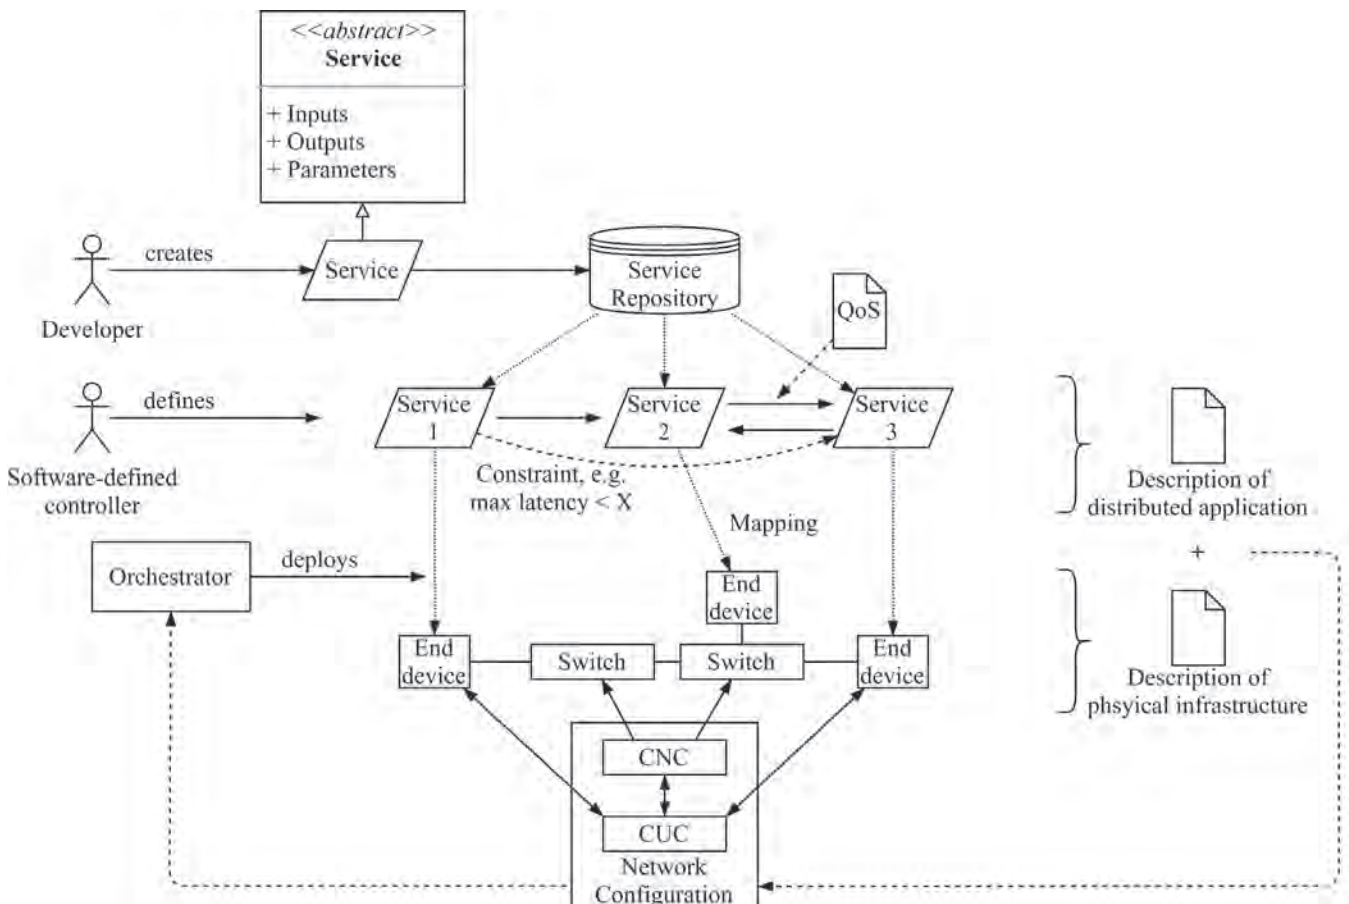 <<abstract>>
Service
+ Inputs
+ Outputs
+ Parameters
creates
Service
Service
Repository
QoS
Developer
defines
Service
1
Service
2
Service
3
Software-defined
controller
Constraint, e.g.
max latency < X
Mapping
Description of
distributed application
+
Orchestrator
deploys
End
device
End
device
Switch
Switch
End
device
Description of
phsyical infrastructure
CNC
CUC
Network
Configuration